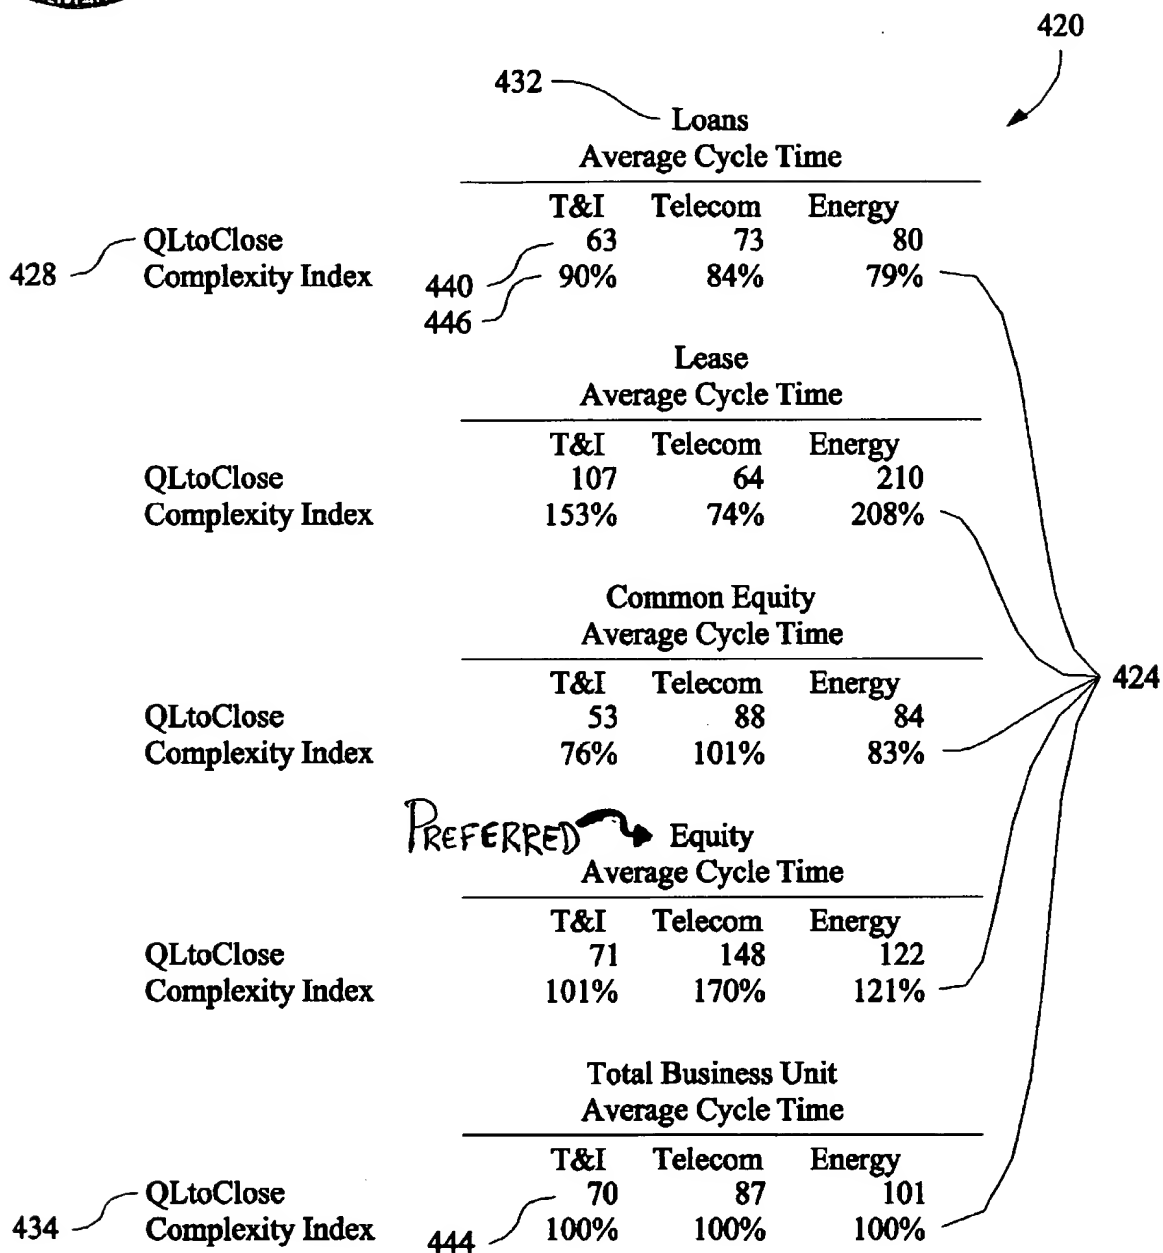 420
432
Loans
Average Cycle Time
T&I Telecom Energy
QLtoClose 63 73 80
428 Complexity Index 440 90% 84% 79%
446
Lease
Average Cycle Time
T&I Telecom Energy
QLtoClose 107 64 210
Complexity Index 153% 74% 208%
Common Equity
Average Cycle Time
424
T&I Telecom Energy
QLtoClose 53 88 84
Complexity Index 76% 101% 83%
PREFERRED Equity
Average Cycle Time
T&I Telecom Energy
QLtoClose 71 148 122
Complexity Index 101% 170% 121%
Total Business Unit
Average Cycle Time
T&I Telecom Energy
QLtoClose 70 87 101
434 Complexity Index 444 100% 100% 100%